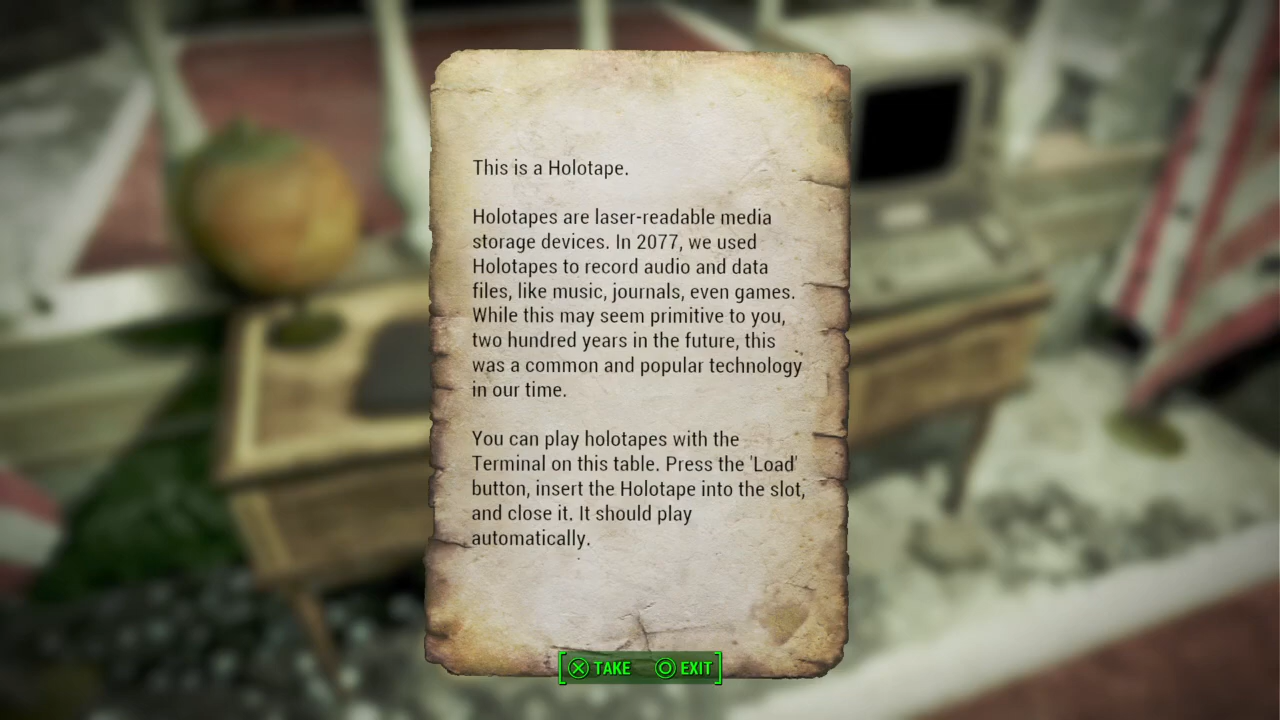 This is a Holotape.
Holotapes are laser-readable media
storage devices. In 2077, we used
Holotapes to record audio and data
files, like music, journals, even games.
While this may seem primitive to you,
two hundred years in the future, this
was a common and popular technology
in our time.
You can play holotapes with the
Terminal on this table. Press the 'Load'
button, insert the Holotape into the slot,
and close it. It should play
automatically.
TAKE EXIT